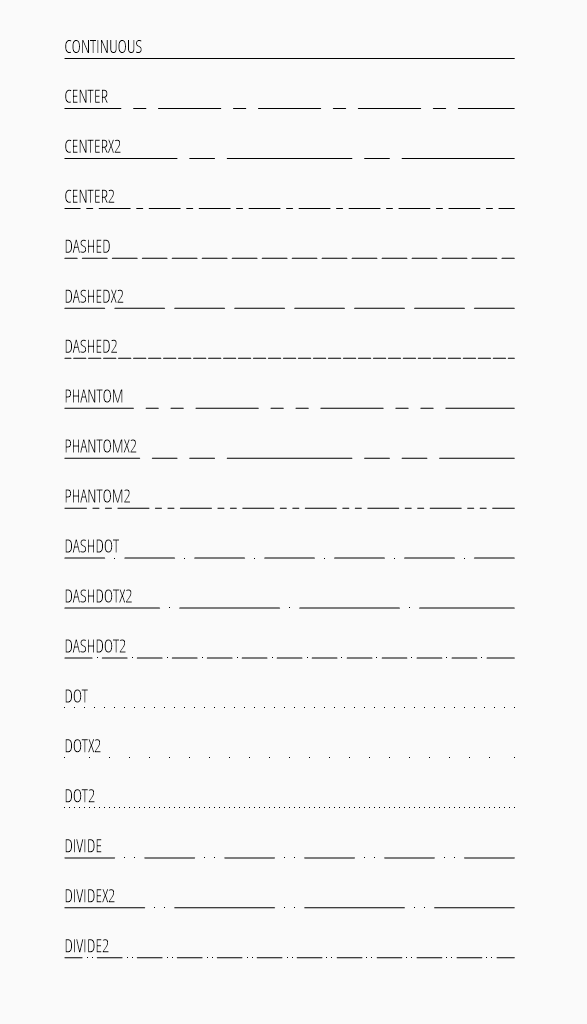 CONTINUOUS
CENTER
CENTERX2
CENTER2
DASHED
DASHEDX2
DASHED2
PHANTOM
PHANTOMX2
PHANTOM2
DASHDOT
DASHDOTX2
DASHDOT2
DOT
DOTX2
DOT2
DIVIDE
DIVIDEX2
DIVIDE2